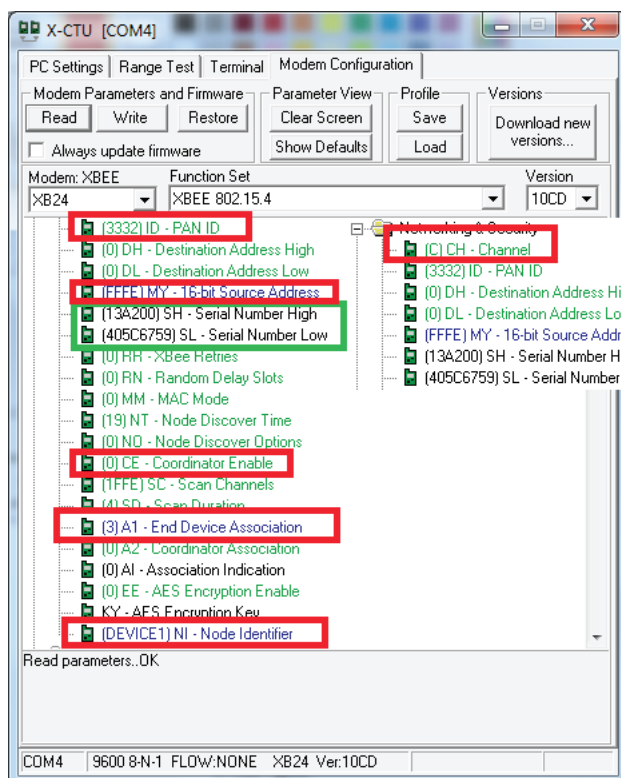 X-CTU [COM4]
PC Settings Range Test Terminal Modem Configuration
Modem Parameters and Firmware Parameter View Profile Versions
Read Write Restore Clear Screen Save Download new versions...
Always update firmware Show Defaults Load
Modem: XBEE Function Set Version
XB24 XBEE 802.15.4 10CD
(3332) ID - PAN ID
(0) DH - Destination Address High
(0) DL - Destination Address Low
(FFFE) MY - 16-bit Source Address
(13A200) SH - Serial Number High
(405C6759) SL - Serial Number Low
(0) RR - XBee Retries
(0) RN - Random Delay Slots
(0) MM - MAC Mode
(19) NT - Node Discover Time
(0) NO - Node Discover Options
(0) CE - Coordinator Enable
(1FFE) SC - Scan Channels
(4) SD - Scan Duration
(3) A1 - End Device Association
(0) A2 - Coordinator Association
(0) AI - Association Indication
(0) EE - AES Encryption Enable
KY - AES Encryption Key
(DEVICE1) NI - Node Identifier
Networking & Security
(C) CH - Channel
(3332) ID - PAN ID
(0) DH - Destination Address Hi
(0) DL - Destination Address Lo
(FFFE) MY - 16-bit Source Addr
(13A200) SH - Serial Number H
(405C6759) SL - Serial Number
Read parameters..OK
COM4 9600 8-N-1 FLOW:NONE XB24 Ver:10CD